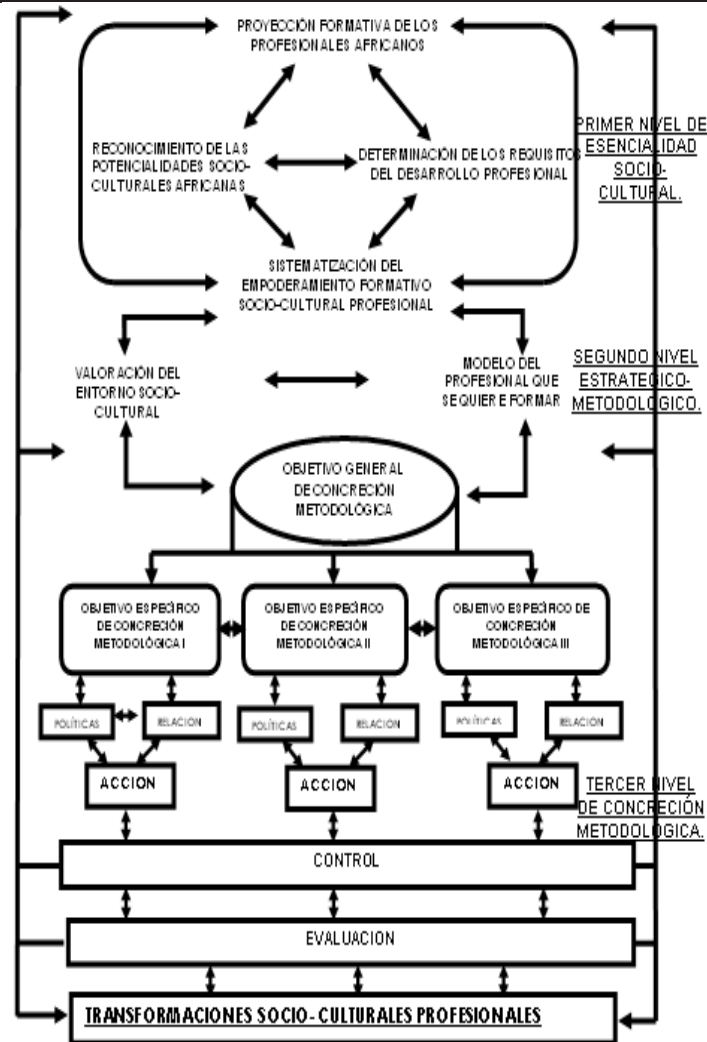 PROYECCIÓN FORMATIVA DE LOS
PROFESIONALES AFRICANOS
PRIMER NIVEL DE
ESENCIALIDAD
SOCIO-
CULTURAL.
RECONOCIMIENTO DE LAS
POTENCIALIDADES SOCIO-
CULTURALES AFRICANAS
DETERMINACIÓN DE LOS REQUISITOS
DEL DESARROLLO PROFESIONAL
SISTEMATIZACIÓN DEL
EMPODERAMIENTO FORMATIVO
SOCIO-CULTURAL PROFESIONAL
VALORACIÓN DEL
ENTORNO SOCIO-
CULTURAL
MODELO DEL
PROFESIONAL QUE
SE QUIERE FORMAR
SEGUNDO NIVEL
ESTRATEGICO-
METODOLOGICO.
OBJETIVO GENERAL
DE CONCRECIÓN
METODOLÓGICA
OBJETIVO ESPECÍFICO
DE CONCRECIÓN
METODOLÓGICA I
OBJETIVO ESPECÍFICO
DE CONCRECIÓN
METODOLÓGICA II
OBJETIVO ESPECÍFICO DE
CONCRECIÓN
METODOLÓGICA III
POLÍTICAS
RELACIÓN
POLÍTICAS
RELACIÓN
POLÍTICAS
RELACIÓN
ACCION
ACCION
ACCION
TERCER NIVEL
DE CONCRECIÓN
METODOLOGICA.
CONTROL
EVALUACION
TRANSFORMACIONES SOCIO- CULTURALES PROFESIONALES